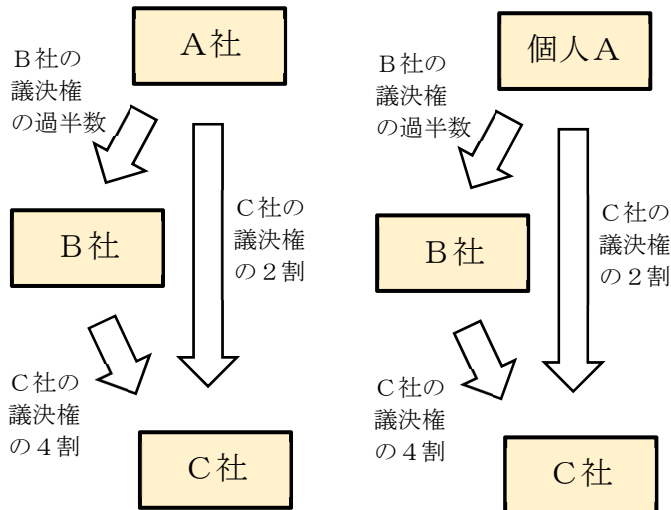 A社
B社の
議決権
の過半数
C社の
議決権
の2割
B社
C社の
議決権
の4割
C社
個人A
B社の
議決権
の過半数
C社の
議決権
の2割
B社
C社の
議決権
の4割
C社